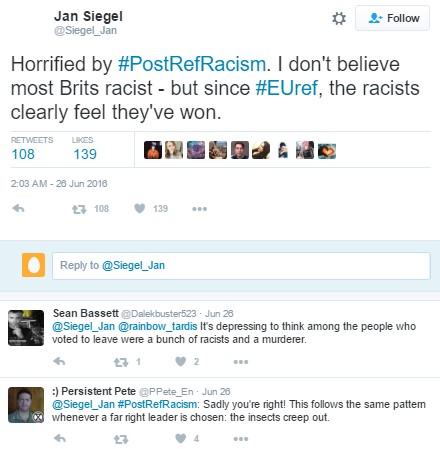 Jan Siegel
@Siegel_Jan
Follow
Horrified by #PostRefRacism. I don't believe
most Brits racist - but since #EUref, the racists
clearly feel they've won.
RETWEETS LIKES
108 139
2:03 AM - 26 Jun 2016
108 139
Reply to @Siegel_Jan
Sean Bassett @Dalekbuster523 · Jun 26
@Siegel_Jan @rainbow_tardis It's depressing to think among the people who
voted to leave were a bunch of racists and a murderer.
1 2
:) Persistent Pete @PPete_En · Jun 26
@Siegel_Jan #PostRefRacism: Sadly you're right! This follows the same pattern
whenever a far right leader is chosen: the insects creep out.
4